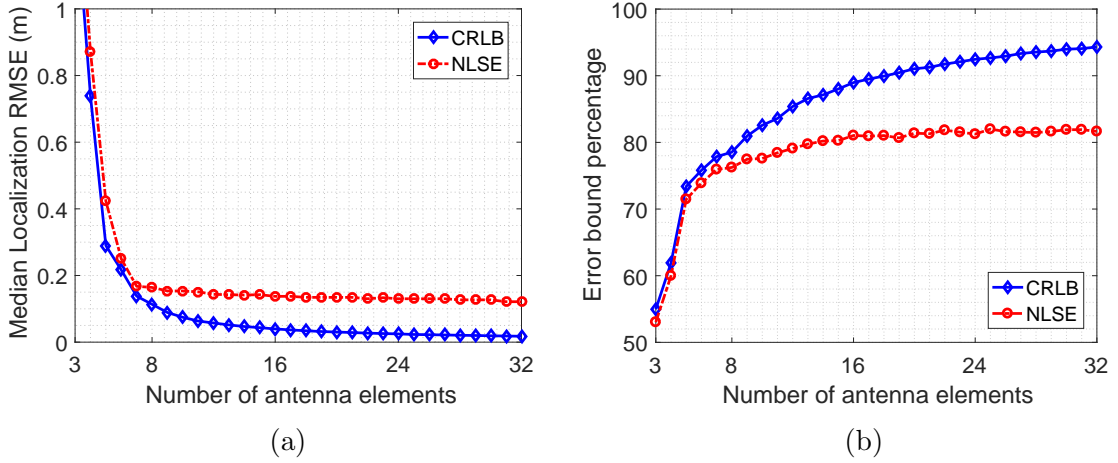 Median Localization RMSE (m)
1
0.8
0.6
0.4
0.2
0
3
8
16
24
32
Number of antenna elements
CRLB
NLSE
(a)
Error bound percentage
100
90
80
70
60
50
3
8
16
24
32
Number of antenna elements
CRLB
NLSE
(b)